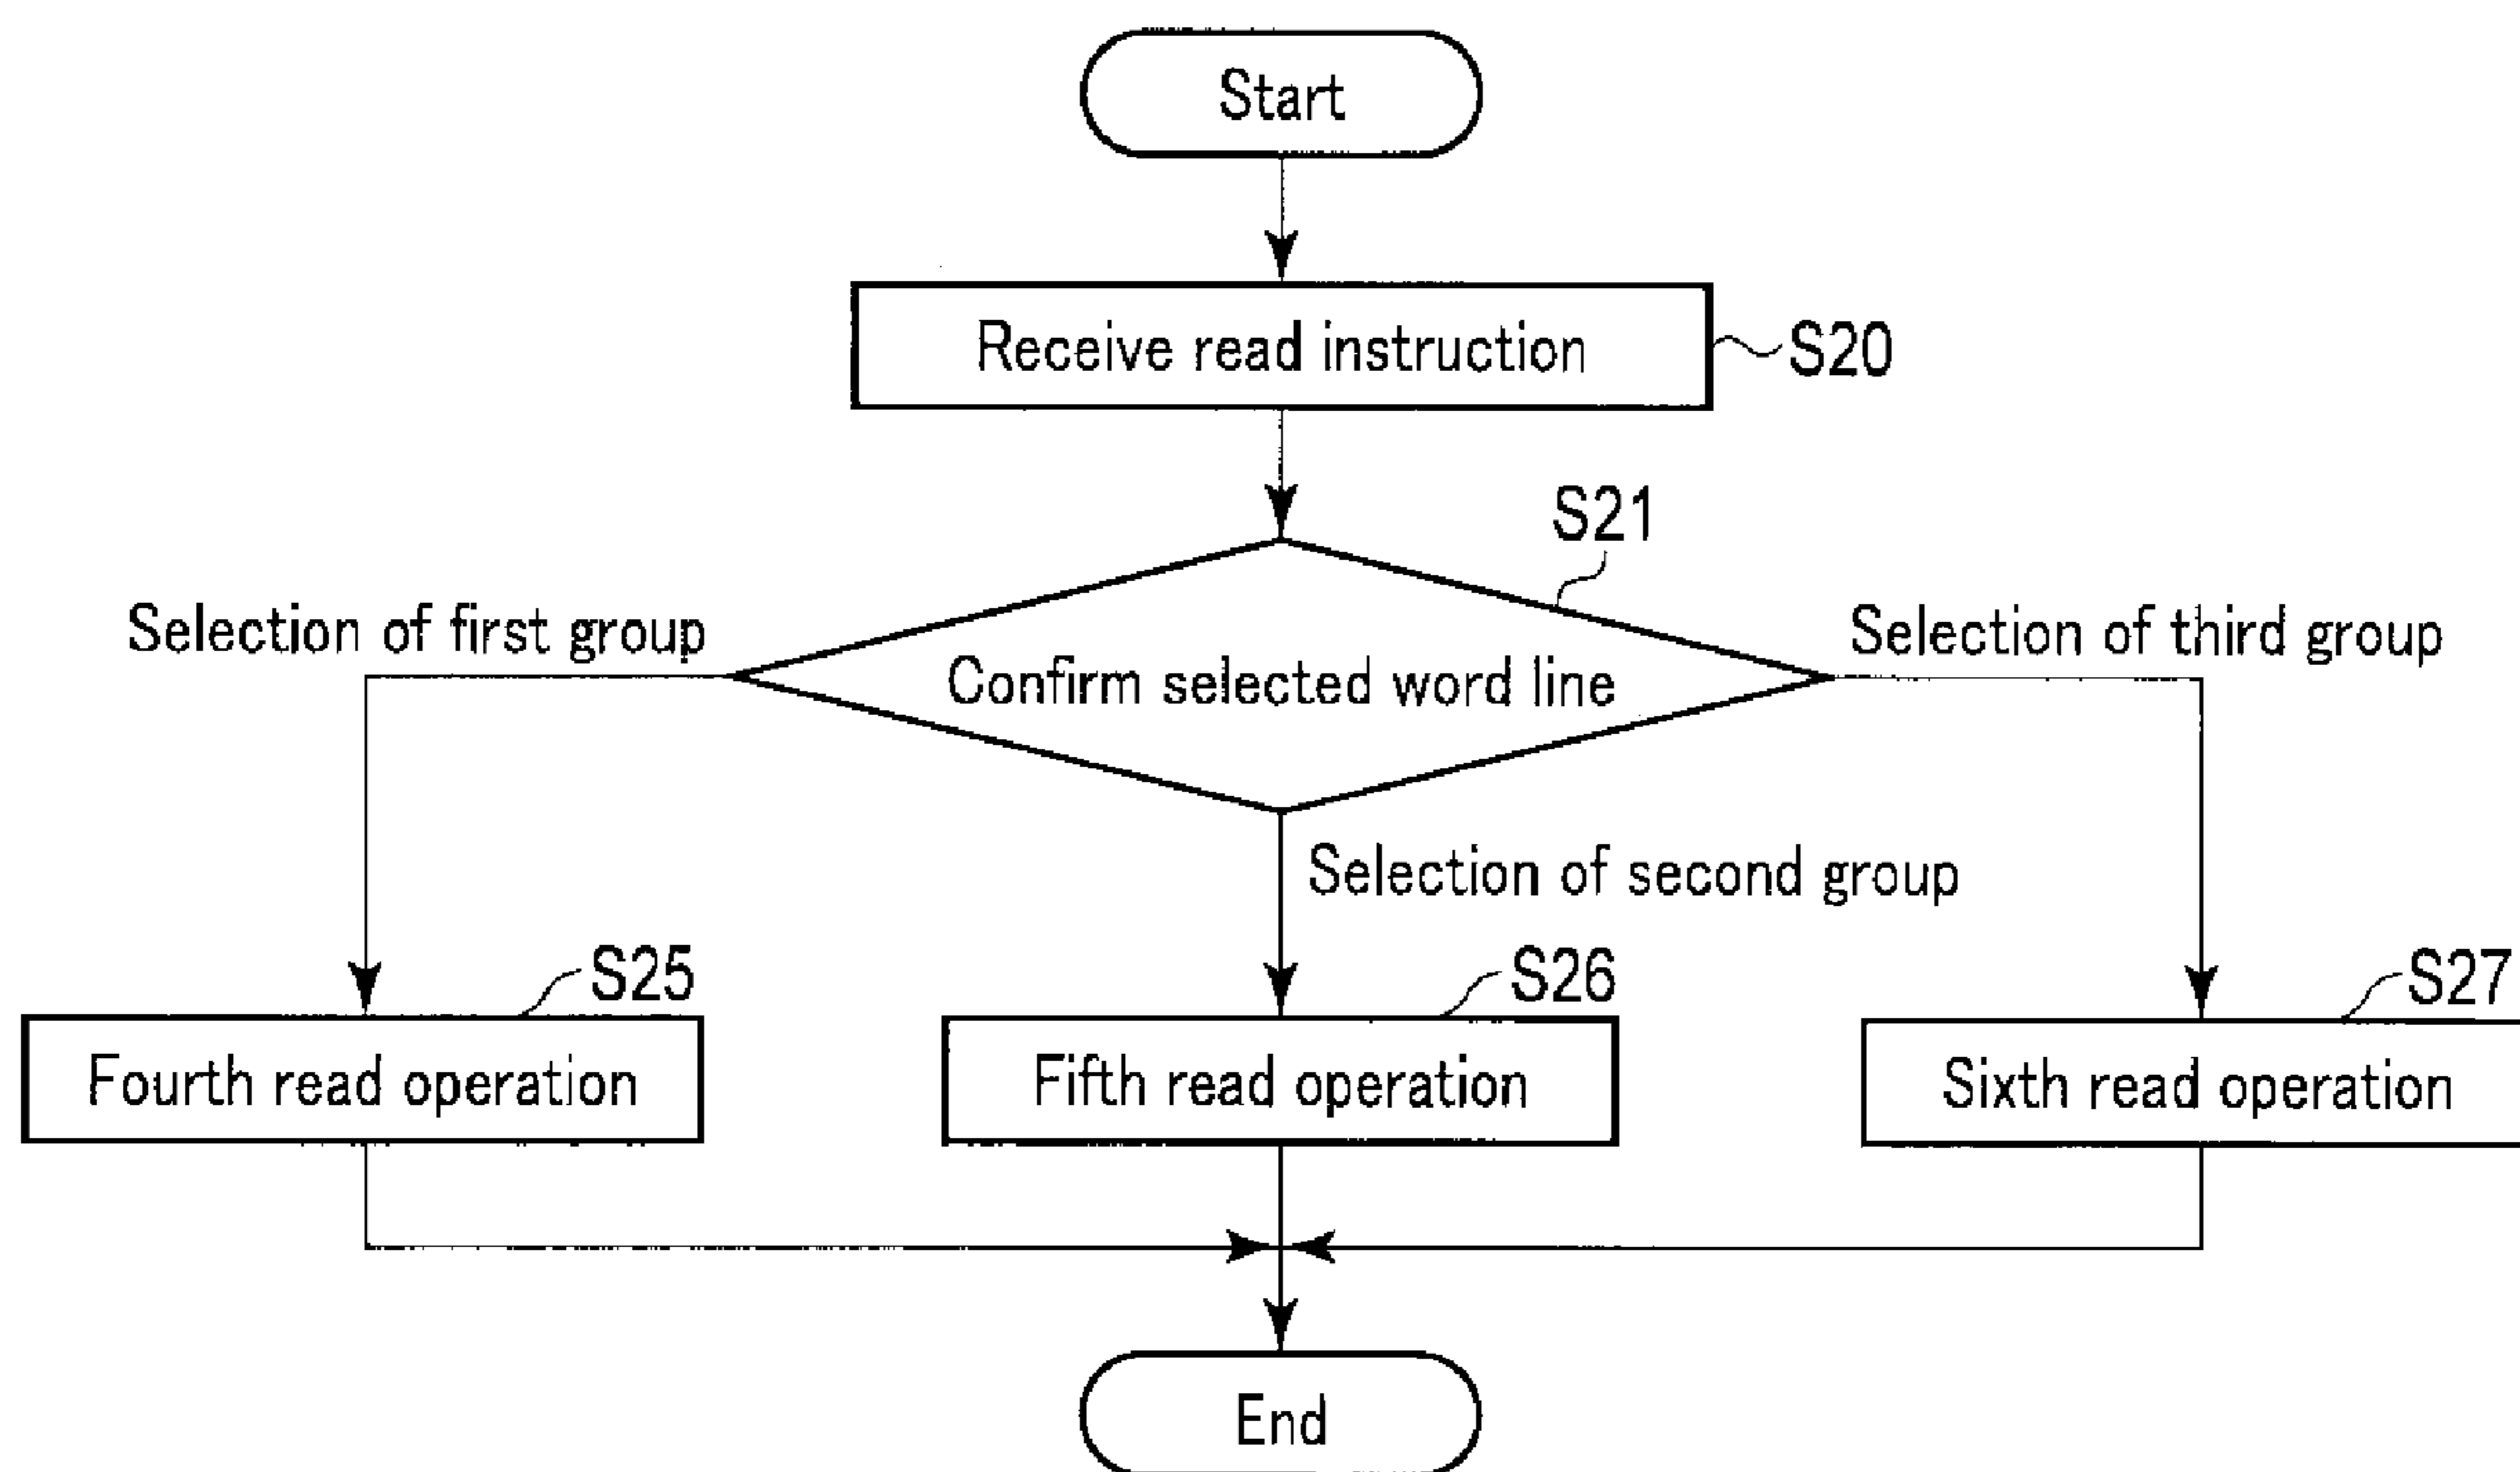 Start
Receive read instruction
S20
S21
Selection of first group
Confirm selected word line
Selection of third group
Selection of second group
S25
S26
S27
Fourth read operation
Fifth read operation
Sixth read operation
End